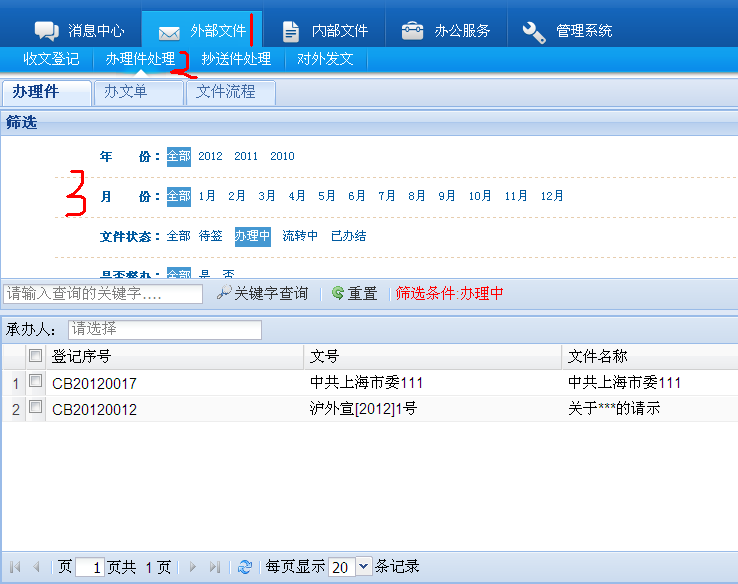 消息中心 外部文件 内部文件 办公服务 管理系统
收文登记 办理件处理 抄送件处理 对外发文
办理件 办文单 文件流程
筛选
年 份： 全部 2012 2011 2010
月 份： 全部 1月 2月 3月 4月 5月 6月 7月 8月 9月 10月 11月 12月
文件状态： 全部 待签 办理中 流转中 已办结
全部 是 否
请输入查询的关键字.... 关键字查询 重置 筛选条件:办理中
承办人： 请选择
登记序号 文号 文件名称
1 CB20120017 中共上海市委111 中共上海市委111
2 CB20120012 沪外宣[2012]1号 关于***的请示
页 1 页共 1 页 每页显示 20 条记录
1
2
3